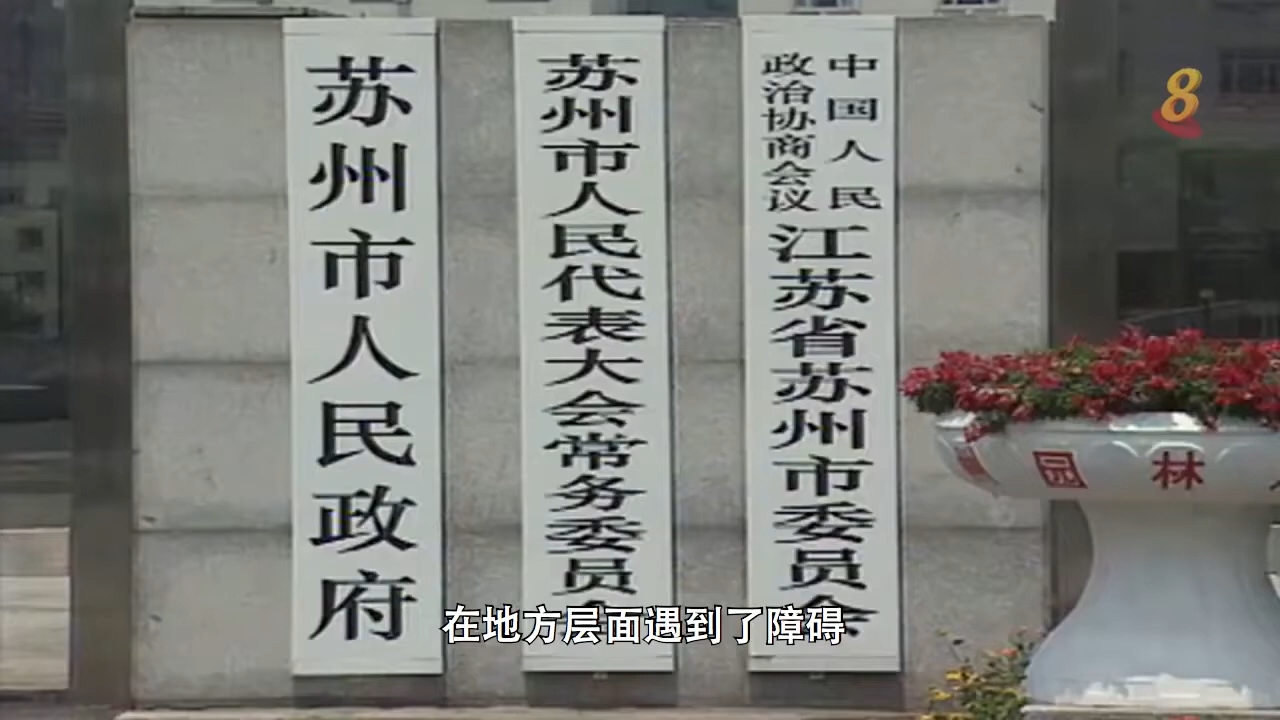 苏州市人民政府
苏州市人民代表大会常务委员会
中国人民
政治协商会议
江苏省苏州市委员会
8
园林
在地方层面遇到了障碍